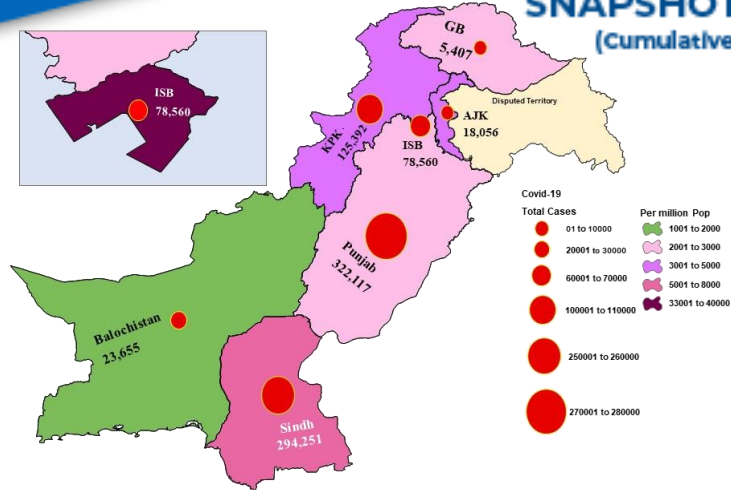 SNAPSHOT
(Cumulative
ISB
78,560
GB
5,407
Disputed Territory
AJK
18,056
KPK
125,392
ISB
78,560
Punjab
322,117
Balochistan
23,655
Sindh
294,251
Covid-19
Total Cases
01 to 10000
20001 to 30000
60001 to 70000
100001 to 110000
250001 to 260000
270001 to 280000
Per million Pop
1001 to 2000
2001 to 3000
3001 to 5000
5001 to 8000
33001 to 40000